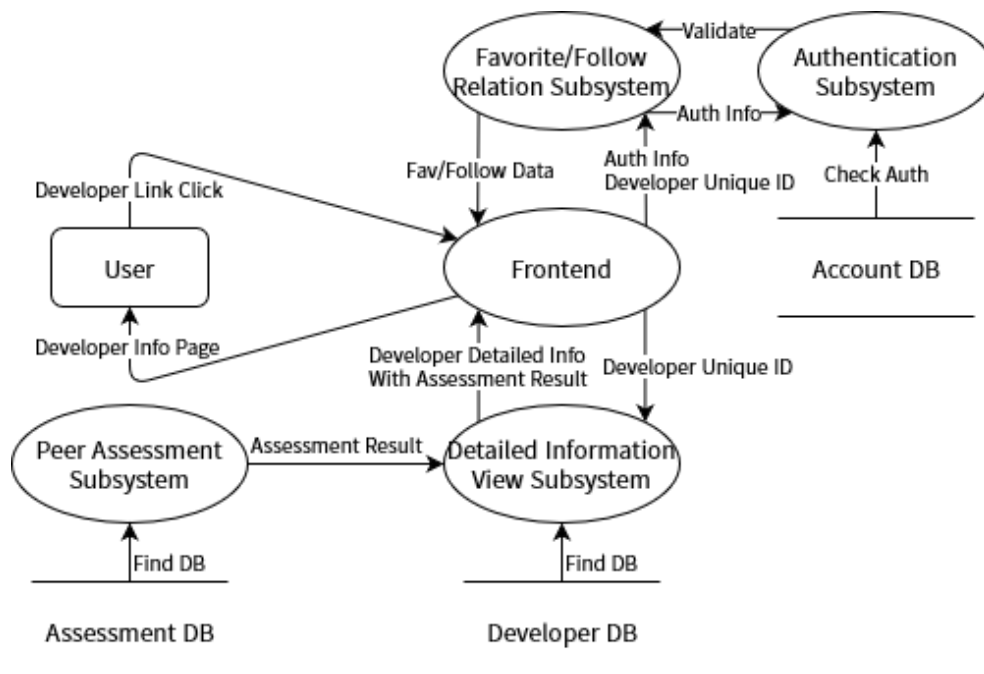 Validate
Favorite/Follow
Relation Subsystem
Authentication
Subsystem
Auth Info
Fav/Follow Data
Auth Info
Developer Unique ID
Check Auth
Developer Link Click
User
Frontend
Account DB
Developer Info Page
Developer Detailed Info
With Assessment Result
Developer Unique ID
Peer Assessment
Subsystem
Assessment Result
Detailed Information
View Subsystem
Find DB
Find DB
Assessment DB
Developer DB